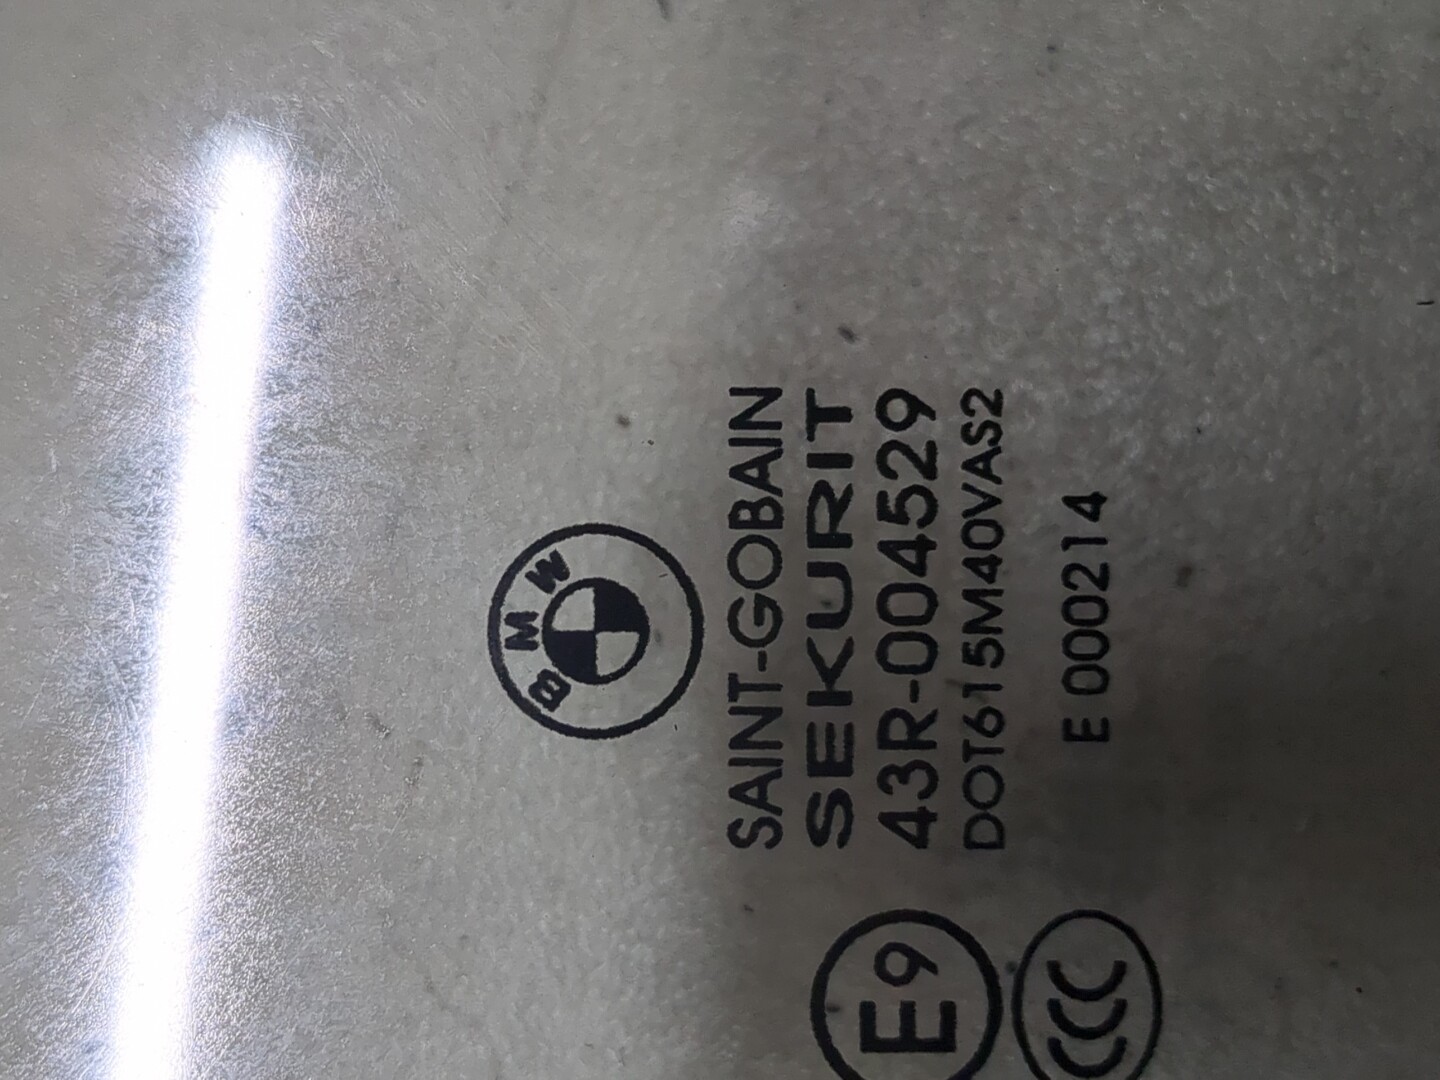 BMW
SAINT-GOBAIN
SEKURIT
43R-004529
DOT615M40VAS2
E 000214
E9
CCC